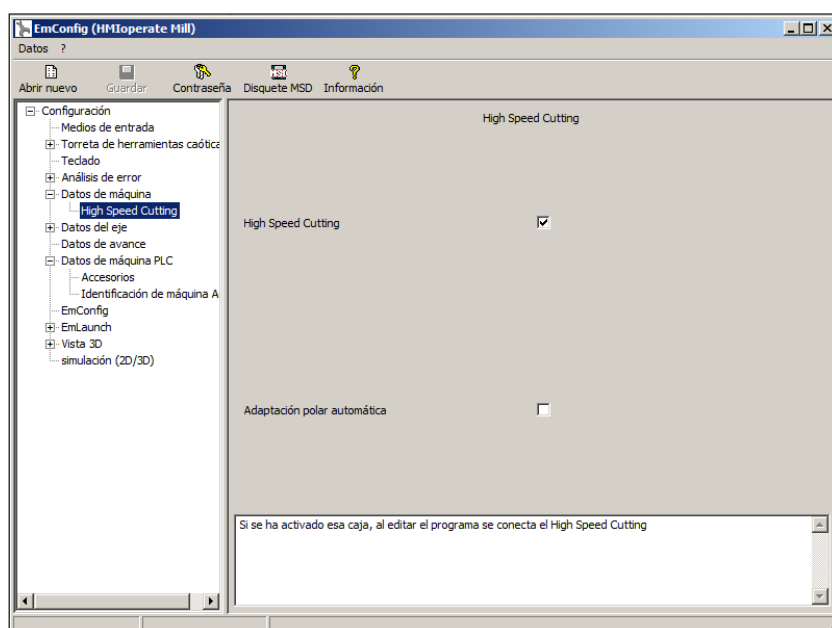 EmConfig (HMIoperate Mill)
Datos ?
Abrir nuevo Guardar Contraseña Disquete MSD Información
Configuración
Medios de entrada
Torreta de herramientas caótica
Teclado
Análisis de error
Datos de máquina
High Speed Cutting
Datos del eje
Datos de avance
Datos de máquina PLC
Accesorios
Identificación de máquina A
EmConfig
EmLaunch
Vista 3D
simulación (2D/3D)
High Speed Cutting
High Speed Cutting
Adaptación polar automática
Si se ha activado esa caja, al editar el programa se conecta el High Speed Cutting